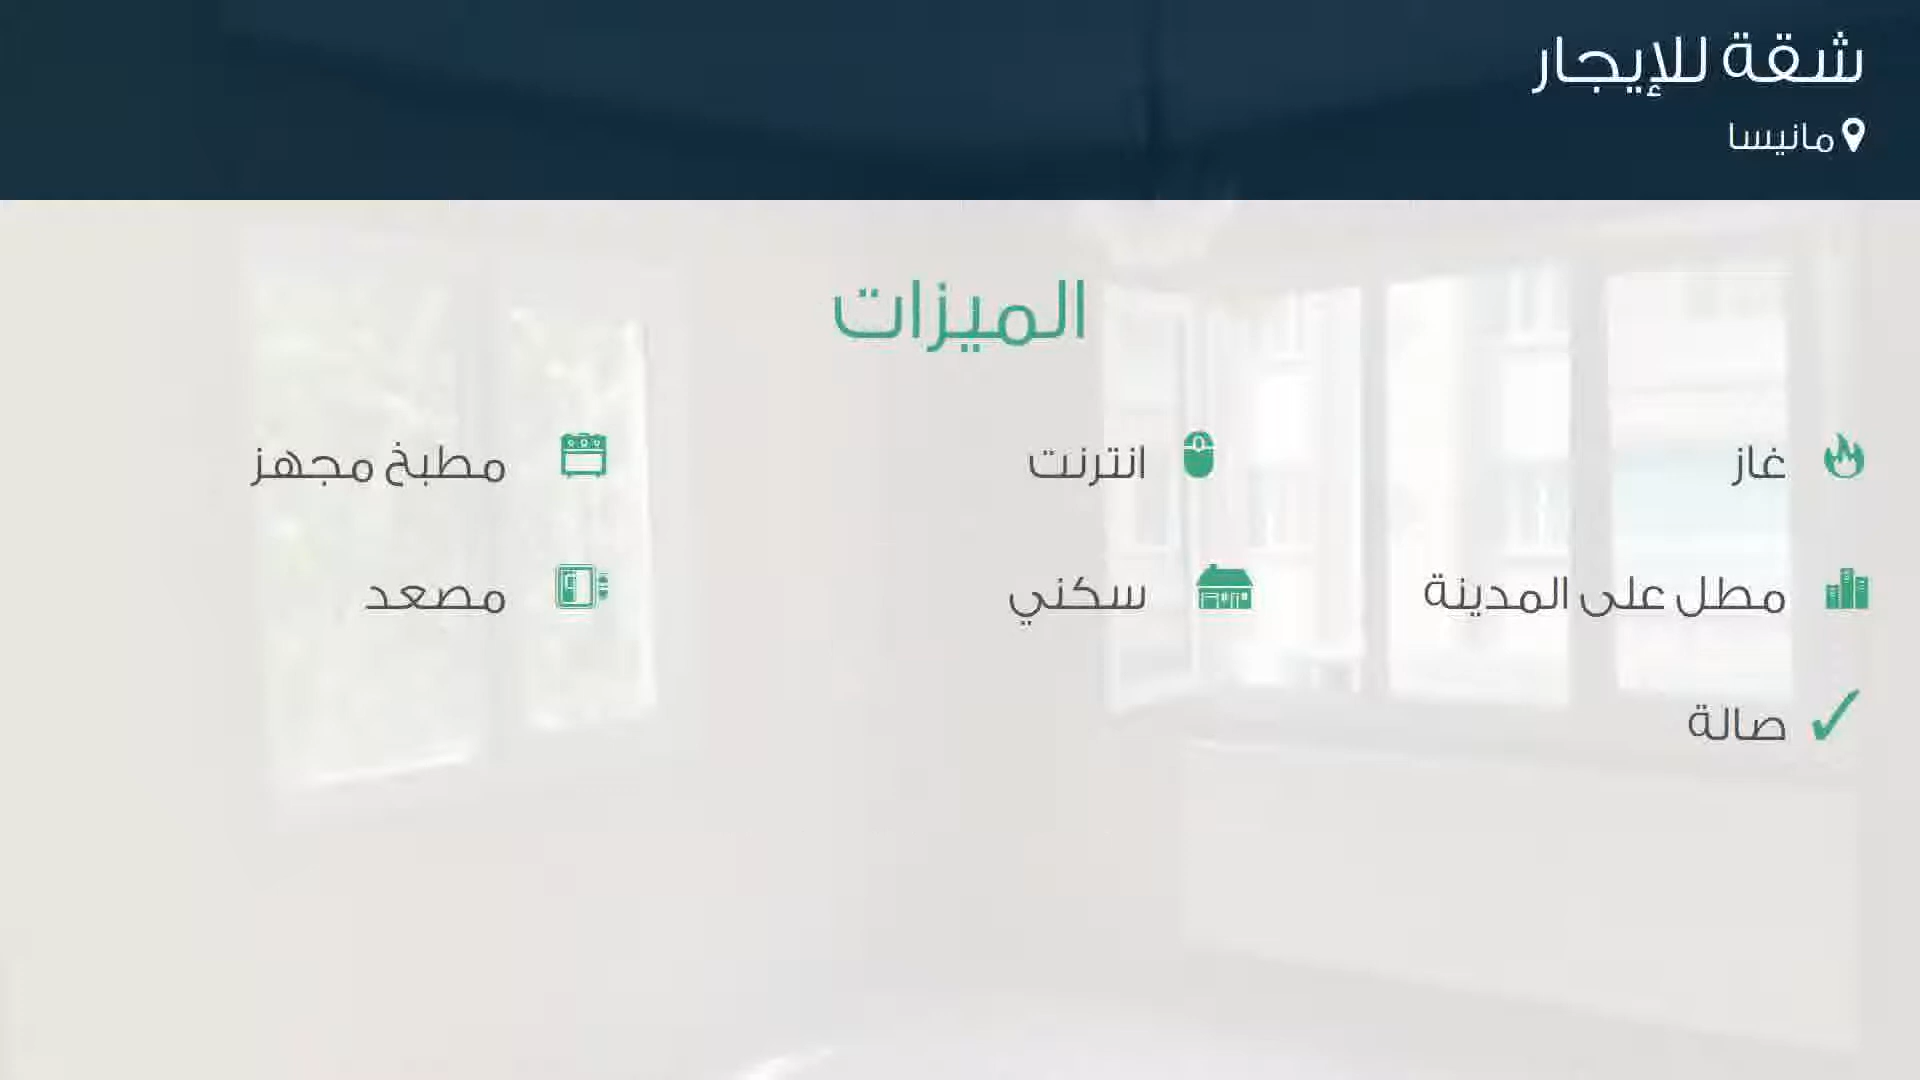 شقة للإيجار
مانيسا
الميزات
غاز
انترنت
مطبخ مجهز
مطل على المدينة
سكني
مصعد
صالة